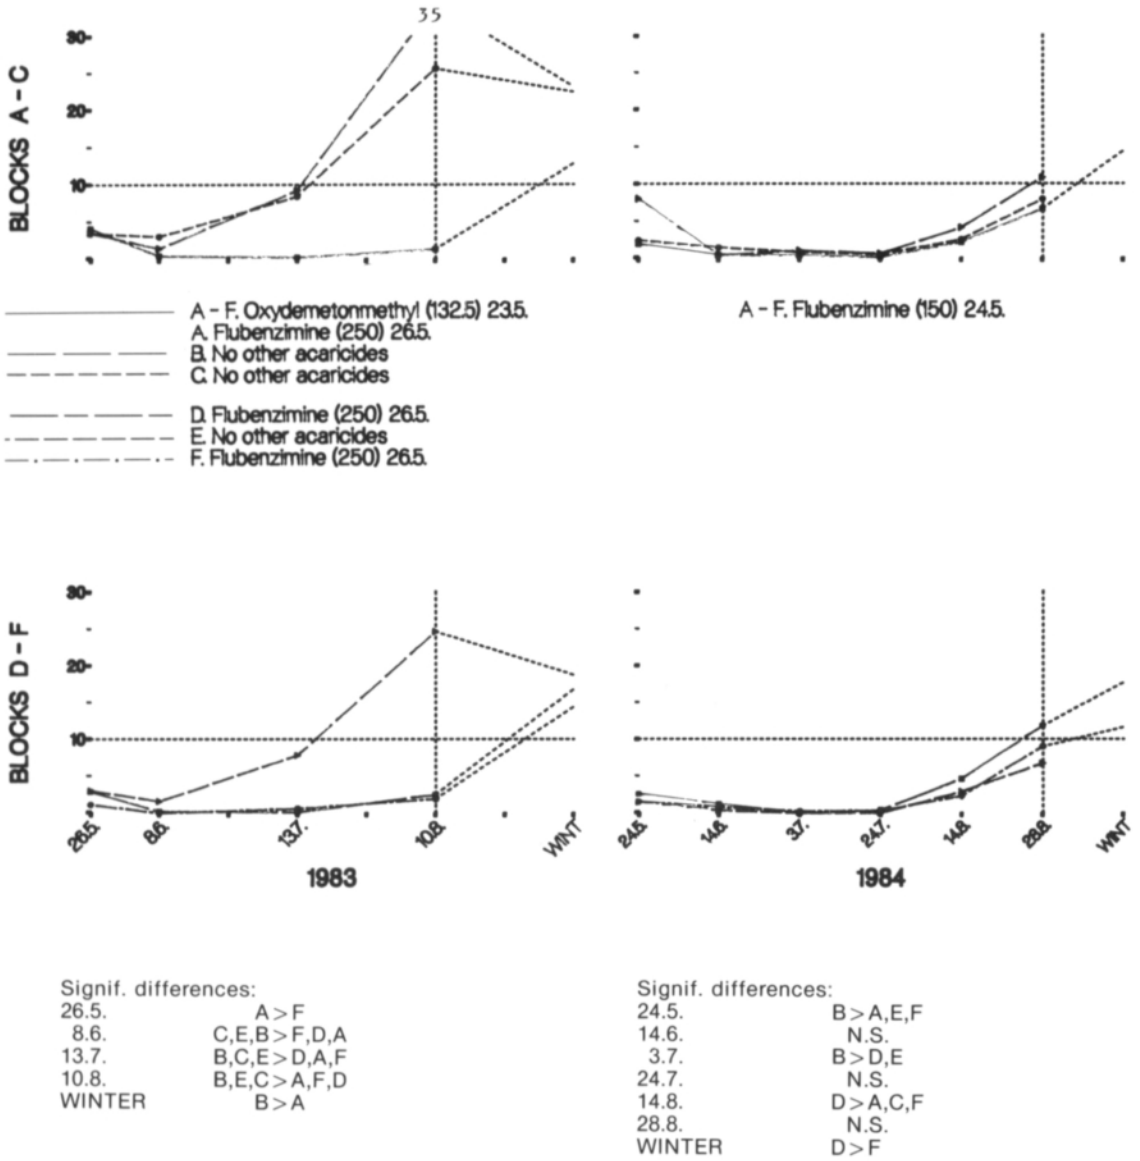 35
30
20
10
BLOCKS A – C
A – F. Oxydemetonmethyl (132.5) 23.5.
A. Flubenzimine (250) 26.5.
B. No other acaricides
C. No other acaricides
D. Flubenzimine (250) 26.5.
E. No other acaricides
F. Flubenzimine (250) 26.5.
A – F. Flubenzimine (150) 24.5.
30
20
10
BLOCKS D – F
26.5. 8.6. 13.7. 10.8. WINT
1983
24.5. 14.6. 3.7. 24.7. 14.8. 28.8. WINT
1984
Signif. differences:
26.5. A>F
8.6. C,E,B>F,D,A
13.7. B,C,E>D,A,F
10.8. B,E,C>A,F,D
WINTER B>A
Signif. differences:
24.5. B>A,E,F
14.6. N.S.
3.7. B>D,E
24.7. N.S.
14.8. D>A,C,F
28.8. N.S.
WINTER D>F